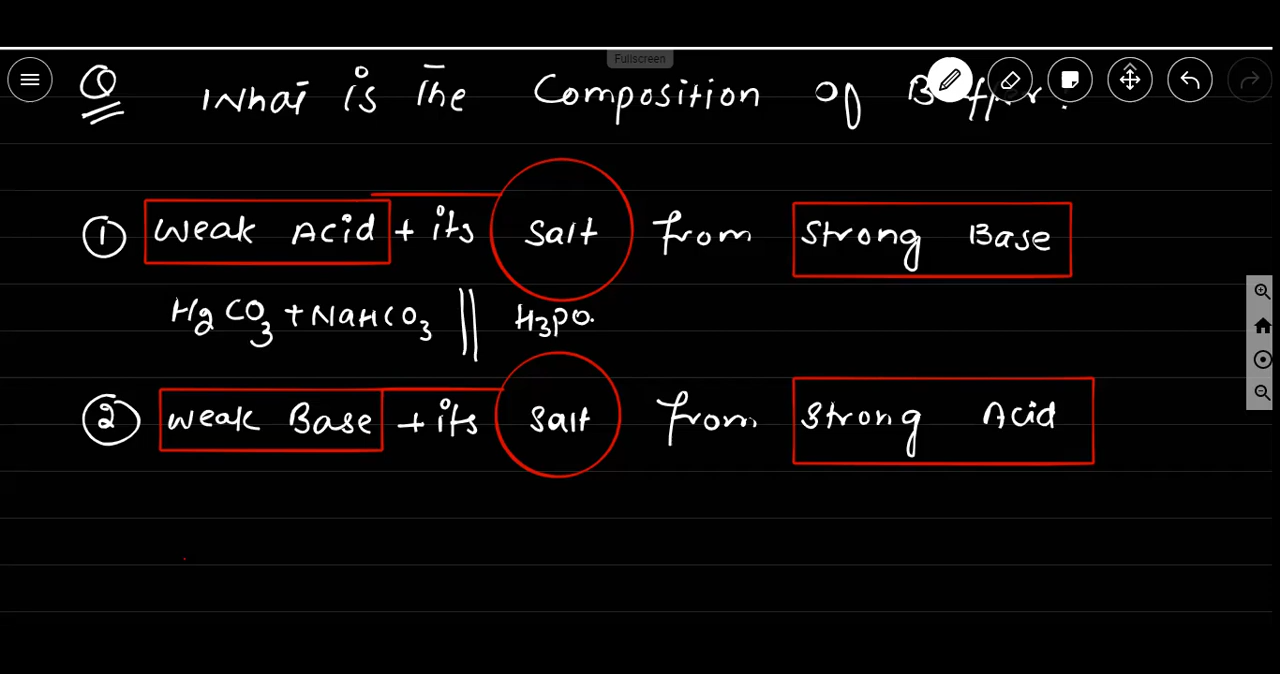 Fullscreen
Q What is The Composition of Buffer?
① Weak Acid + its Salt from Strong Base
H2CO3 + NaHCO3 || H3PO.
② Weak Base + its Salt from Strong Acid